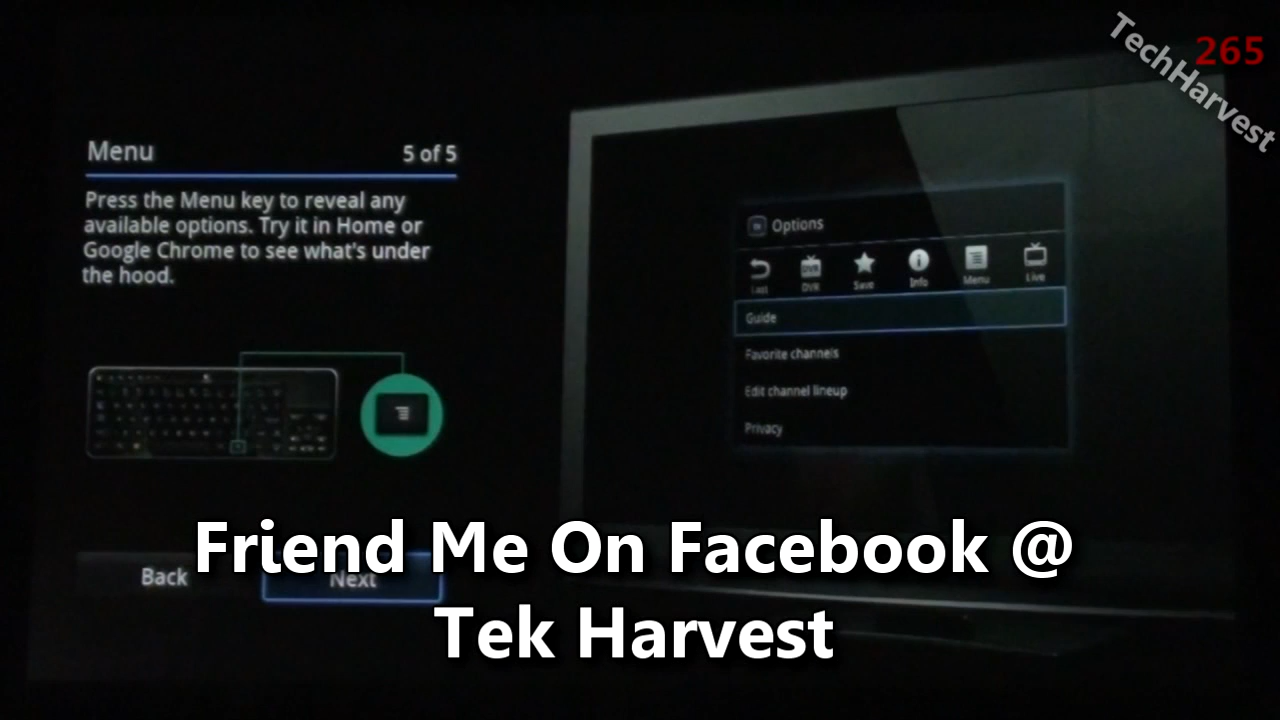 TechHarvest
265
Menu
5 of 5
Press the Menu key to reveal any
available options. Try it in Home or
Google Chrome to see what's under
the hood.
Options
Last
DVR
Save
Info
Menu
Live
Guide
Favorite channels
Edit channel lineup
Privacy
Back
Next
Friend Me On Facebook @
Tek Harvest